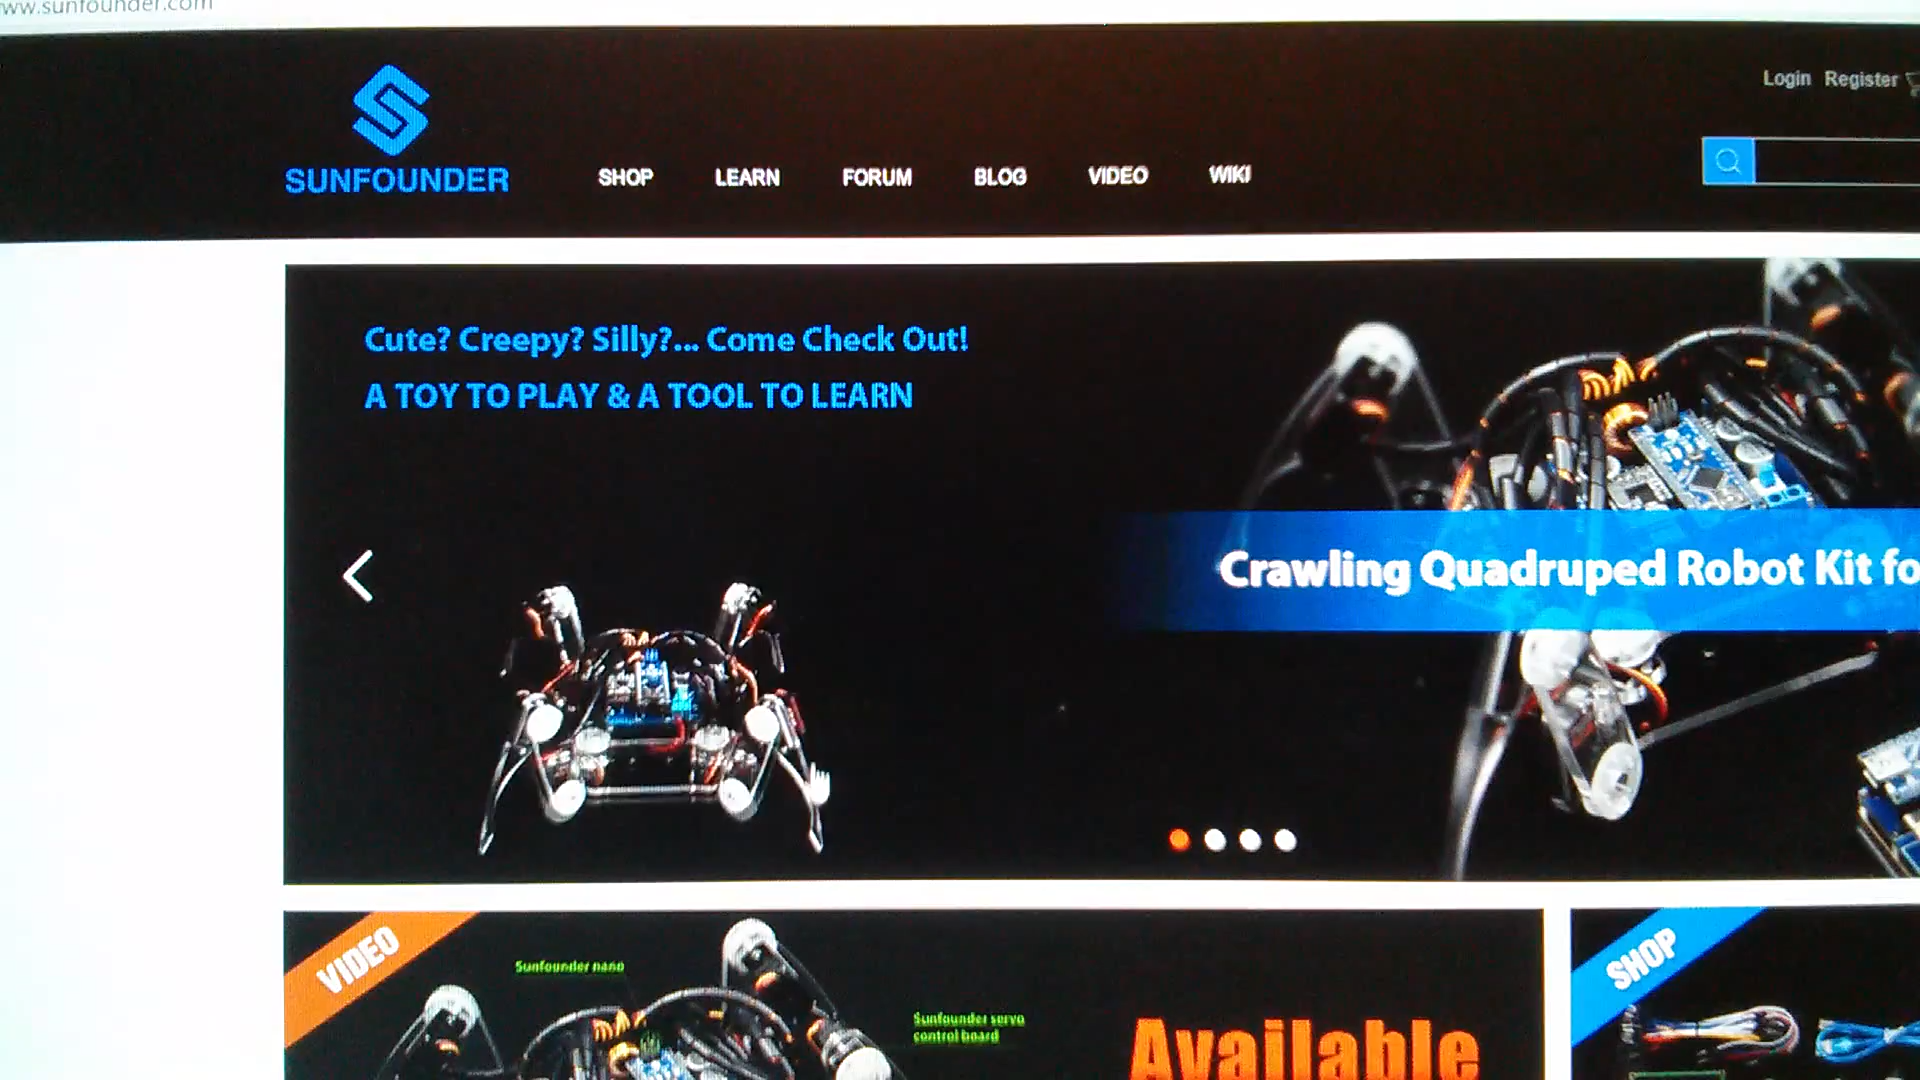 www.sunfounder.com
Login Register
SUNFOUNDER
SHOP LEARN FORUM BLOG VIDEO WIKI
Cute? Creepy? Silly?... Come Check Out!
A TOY TO PLAY & A TOOL TO LEARN
Crawling Quadruped Robot Kit fo
VIDEO
Sunfounder nano
Sunfounder servo
control board
Available
SHOP